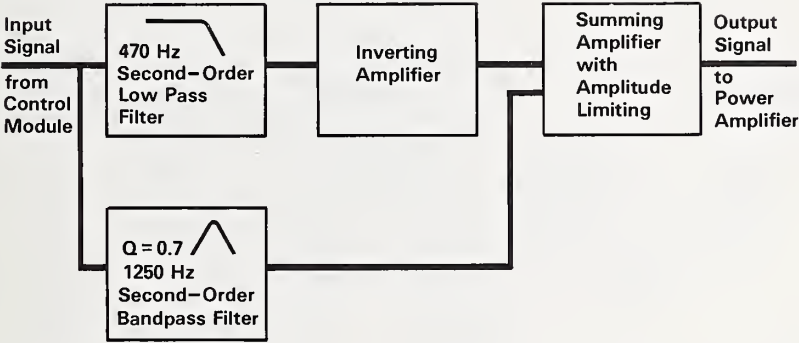 Input
Signal
from
Control
Module
470 Hz
Second–Order
Low Pass
Filter
Inverting
Amplifier
Summing
Amplifier
with
Amplitude
Limiting
Output
Signal
to
Power
Amplifier
Q = 0.7
1250 Hz
Second–Order
Bandpass Filter